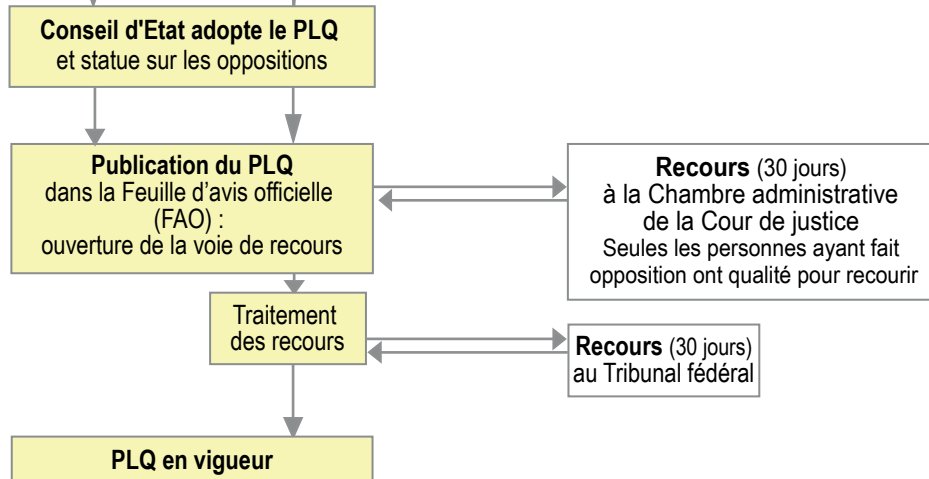 Conseil d'Etat adopte le PLQ
et statue sur les oppositions
Publication du PLQ
dans la Feuille d’avis officielle
(FAO) :
ouverture de la voie de recours
Recours (30 jours)
à la Chambre administrative
de la Cour de justice
Seules les personnes ayant fait
opposition ont qualité pour recourir
Traitement
des recours
Recours (30 jours)
au Tribunal fédéral
PLQ en vigueur